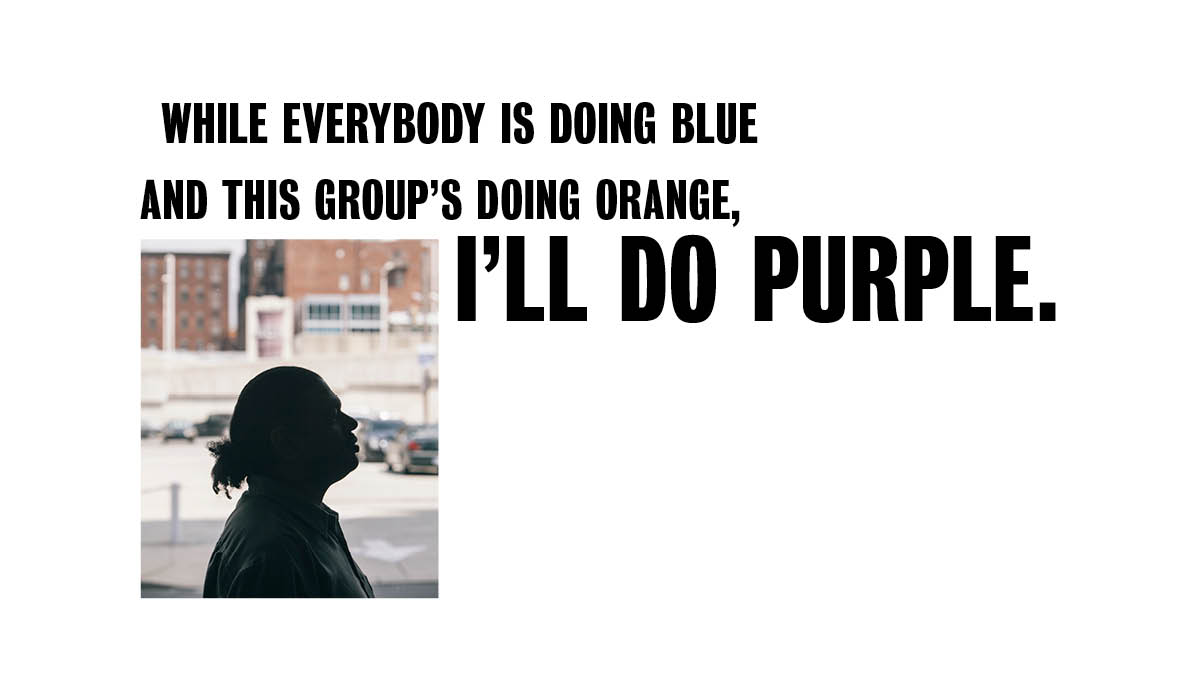 WHILE EVERYBODY IS DOING BLUE
AND THIS GROUP’S DOING ORANGE,
I’LL DO PURPLE.